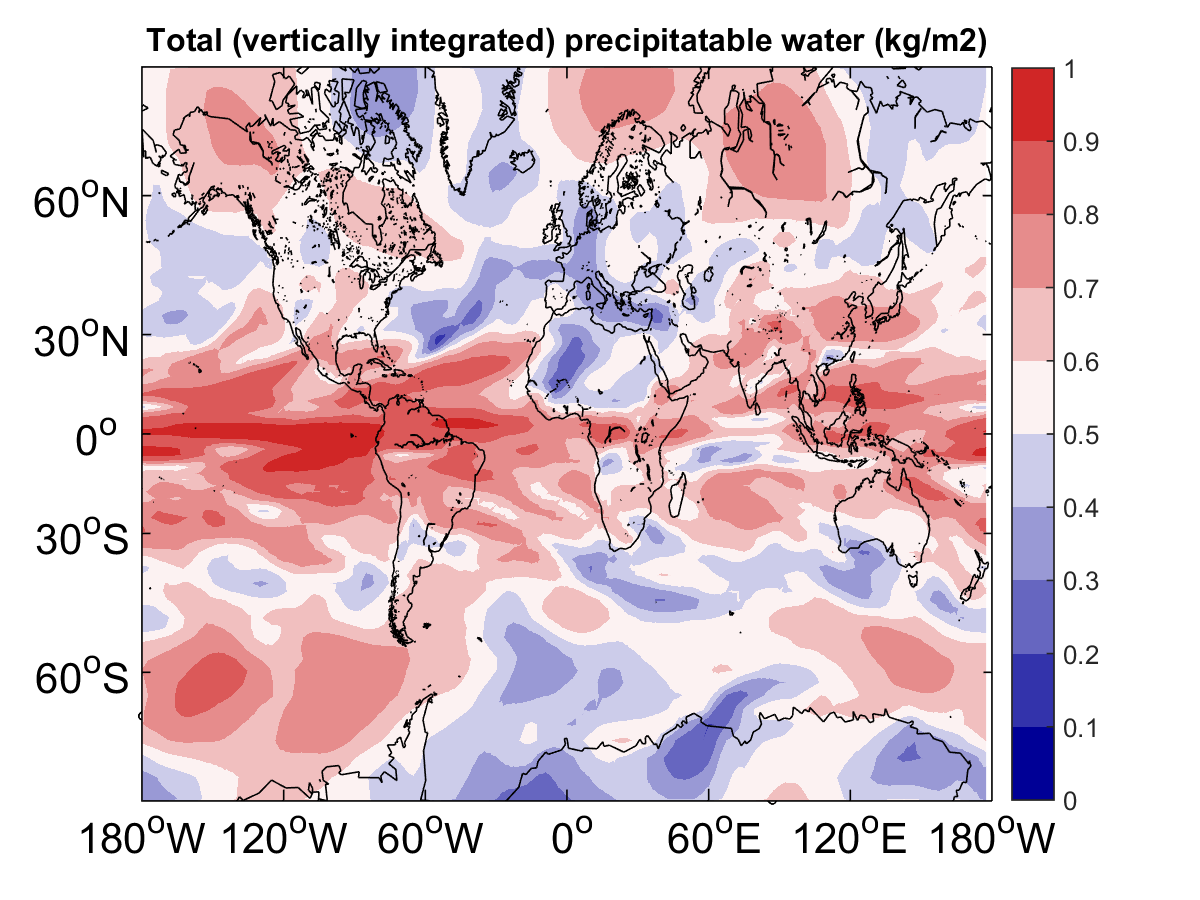 Total (vertically integrated) precipitatable water (kg/m2)
60°N
30°N
0°
30°S
60°S
180°W 120°W 60°W 0° 60°E 120°E 180°W
1
0.9
0.8
0.7
0.6
0.5
0.4
0.3
0.2
0.1
0